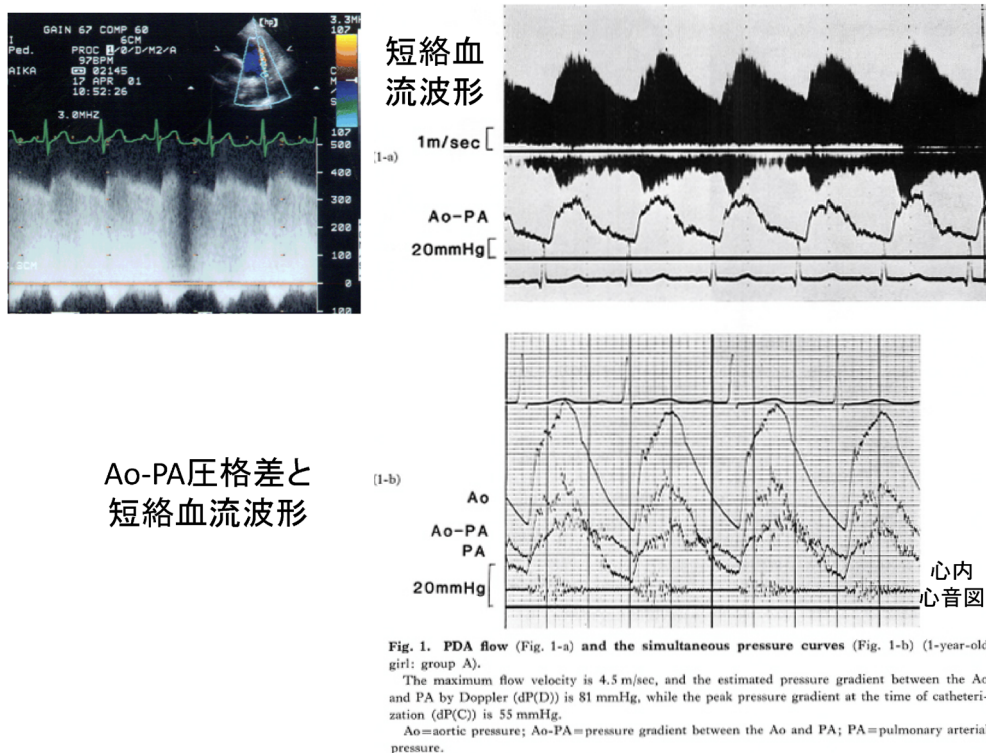 GAIN 67 COMP 60
6CM
Ped.
PROC 1/0/D/M2/A
97BPM
AIKA
02145
17 APR 01
10:52:26
3.0MHZ
[hp]
3.3MH
107
107
500
400
300
200
100
0
100
短絡血
流波形
(1-a)
1m/sec
Ao-PA
20mmHg
Ao-PA圧格差と
短絡血流波形
(1-b)
Ao
Ao-PA
PA
20mmHg
心内
心音図
Fig. 1. PDA flow (Fig. 1-a) and the simultaneous pressure curves (Fig. 1-b) (1-year-old
girl: group A).
The maximum flow velocity is 4.5 m/sec, and the estimated pressure gradient between the Ao
and PA by Doppler (dP(D)) is 81 mmHg, while the peak pressure gradient at the time of catheteri-
zation (dP(C)) is 55 mmHg.
Ao=aortic pressure; Ao-PA=pressure gradient between the Ao and PA; PA=pulmonary arterial
pressure.